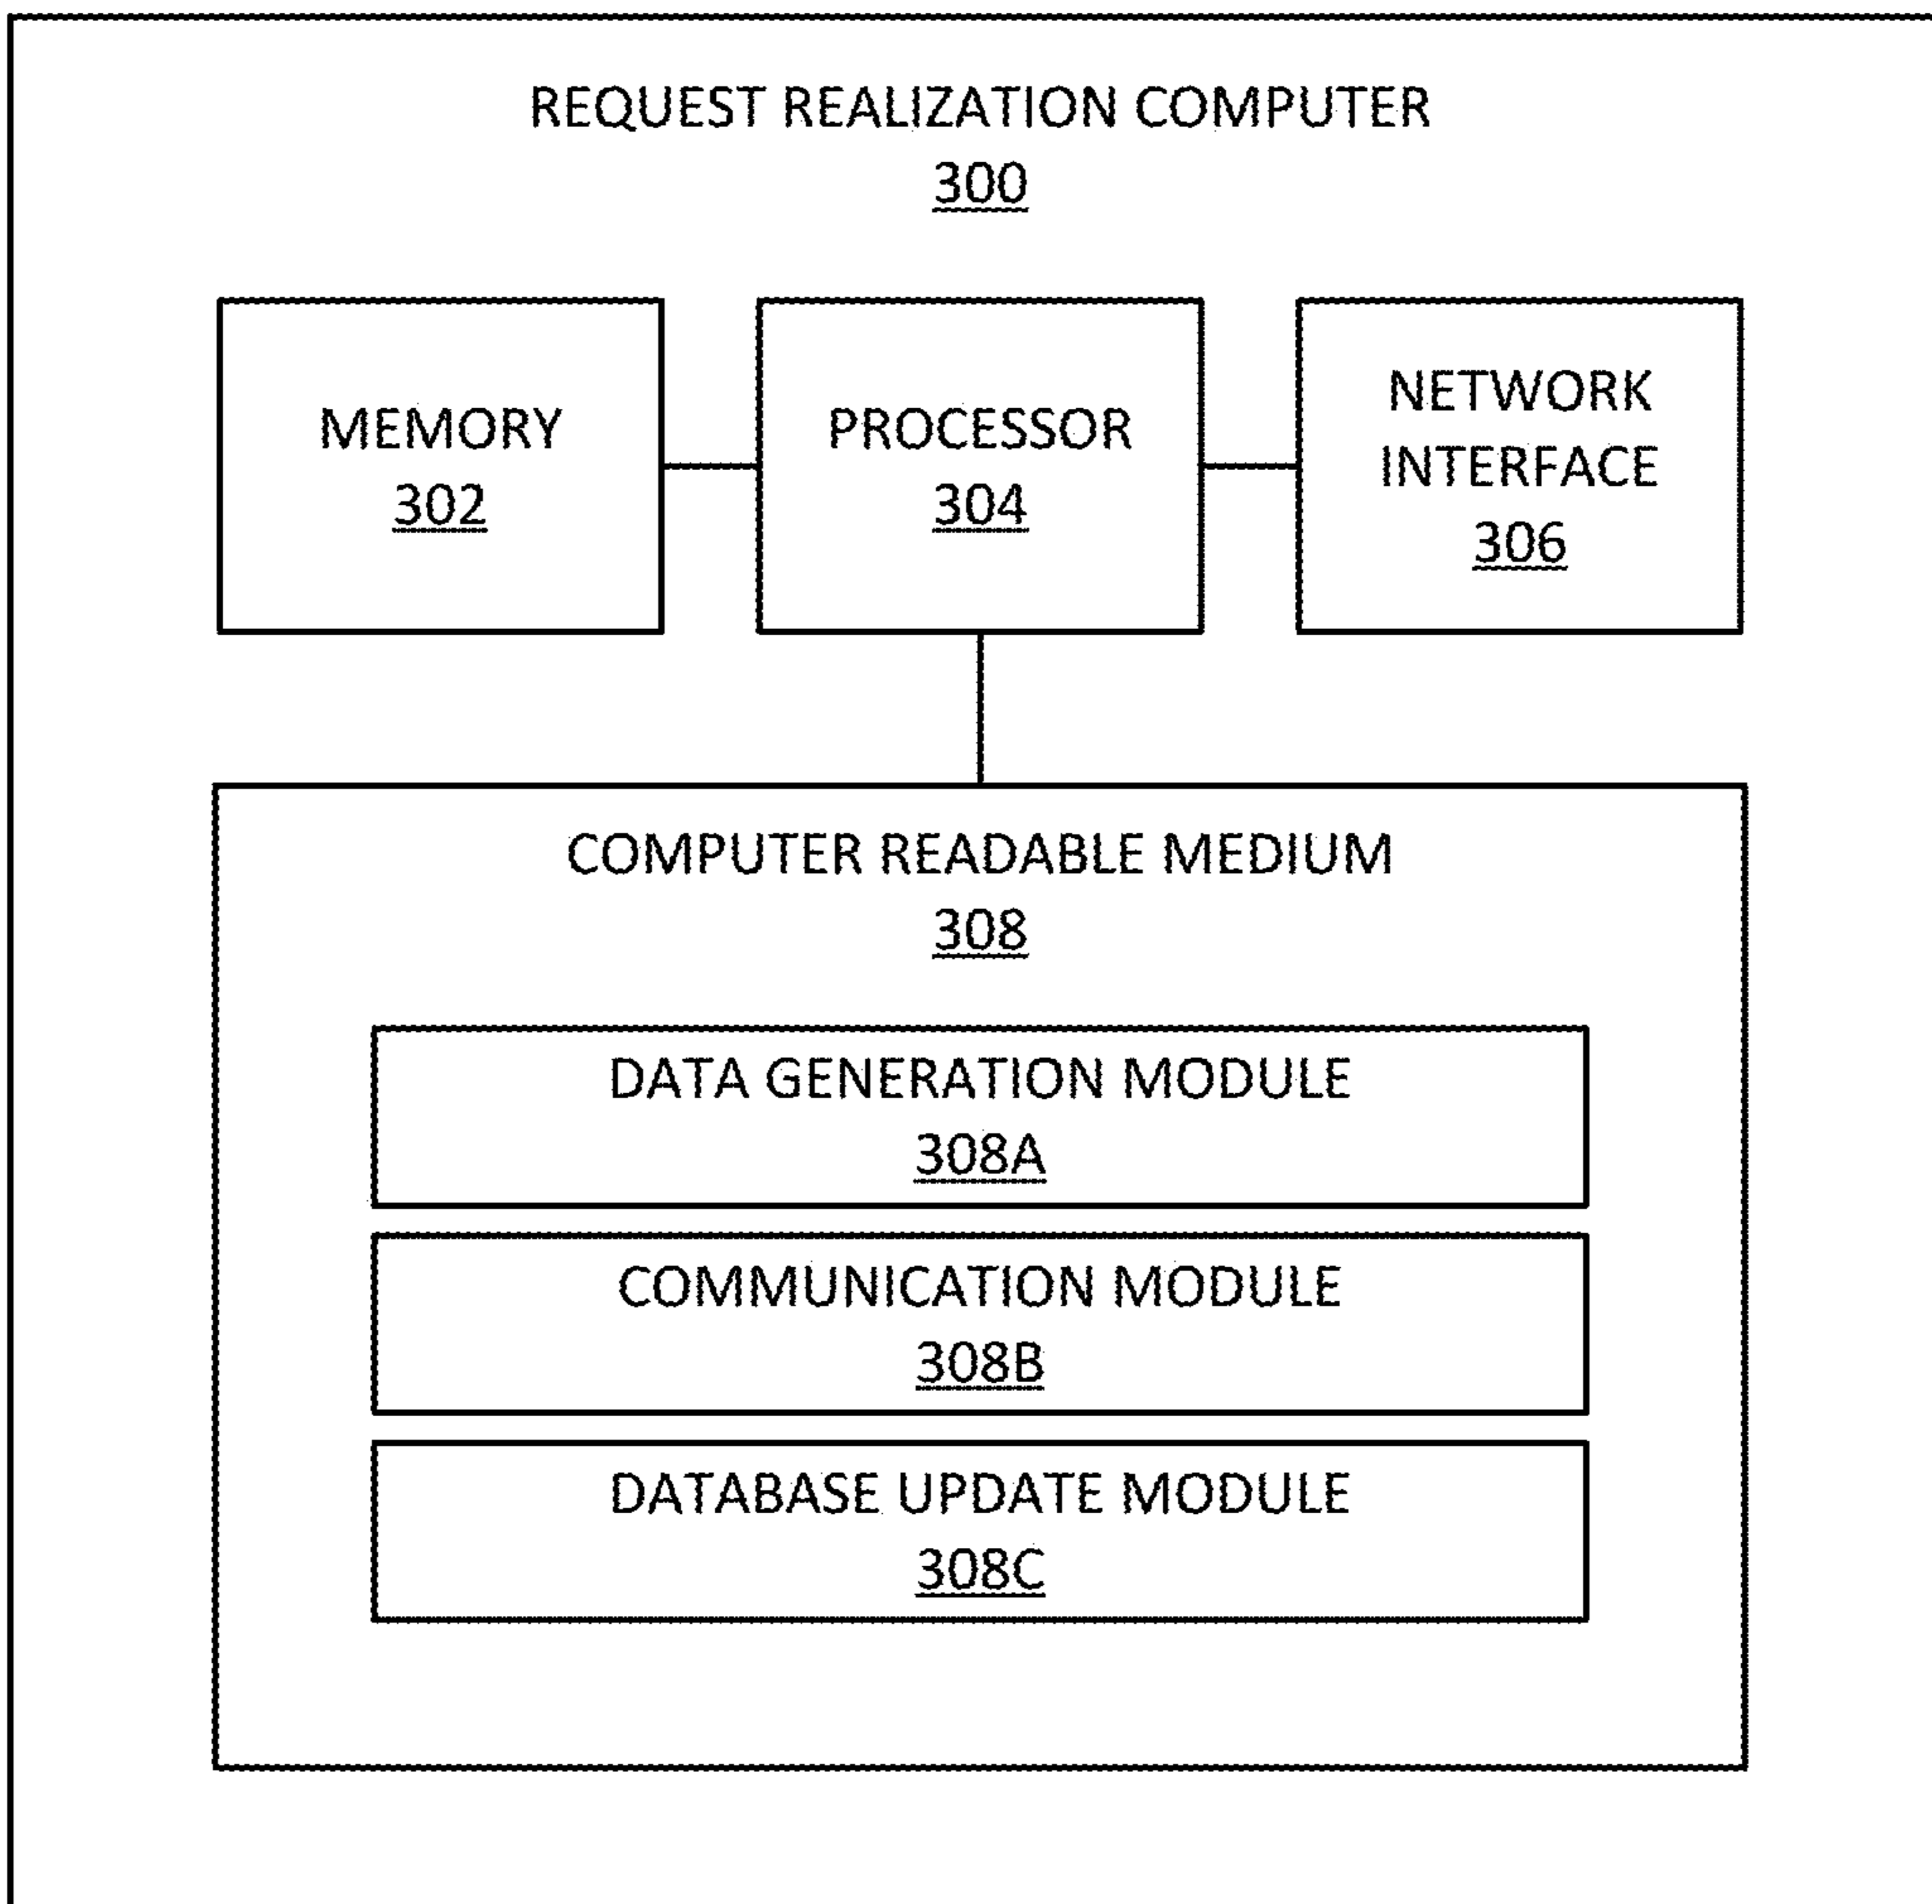 REQUEST REALIZATION COMPUTER
300
MEMORY
302
PROCESSOR
304
NETWORK
INTERFACE
306
COMPUTER READABLE MEDIUM
308
DATA GENERATION MODULE
308A
COMMUNICATION MODULE
308B
DATABASE UPDATE MODULE
308C